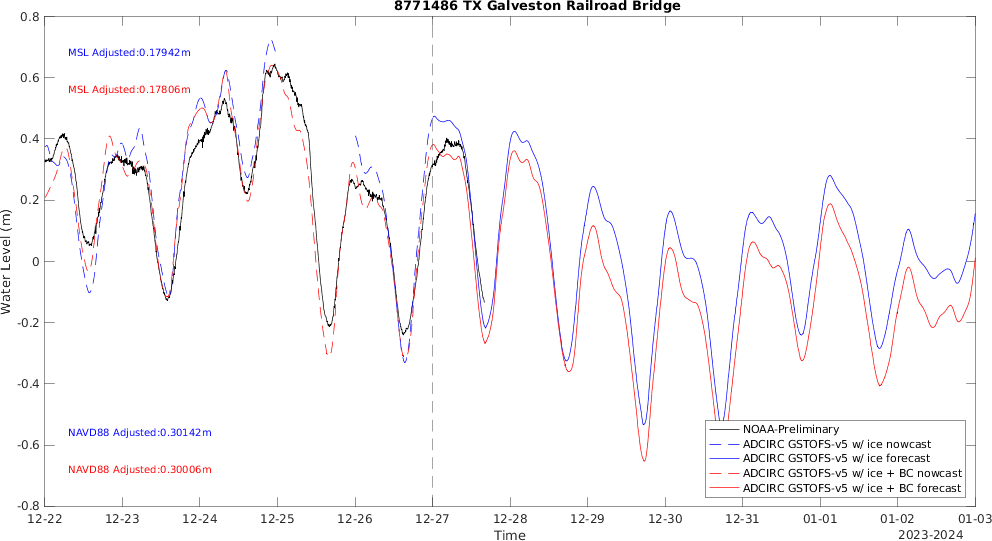 8771486 TX Galveston Railroad Bridge
0.8
0.6
0.4
0.2
0
-0.2
-0.4
-0.6
-0.8
Water Level (m)
MSL Adjusted:0.17942m
MSL Adjusted:0.17806m
NAVD88 Adjusted:0.30142m
NAVD88 Adjusted:0.30006m
NOAA-Preliminary
ADCIRC GSTOFS-v5 w/ ice nowcast
ADCIRC GSTOFS-v5 w/ ice forecast
ADCIRC GSTOFS-v5 w/ ice + BC nowcast
ADCIRC GSTOFS-v5 w/ ice + BC forecast
12-22 12-23 12-24 12-25 12-26 12-27 12-28 12-29 12-30 12-31 01-01 01-02 01-03
Time
2023-2024